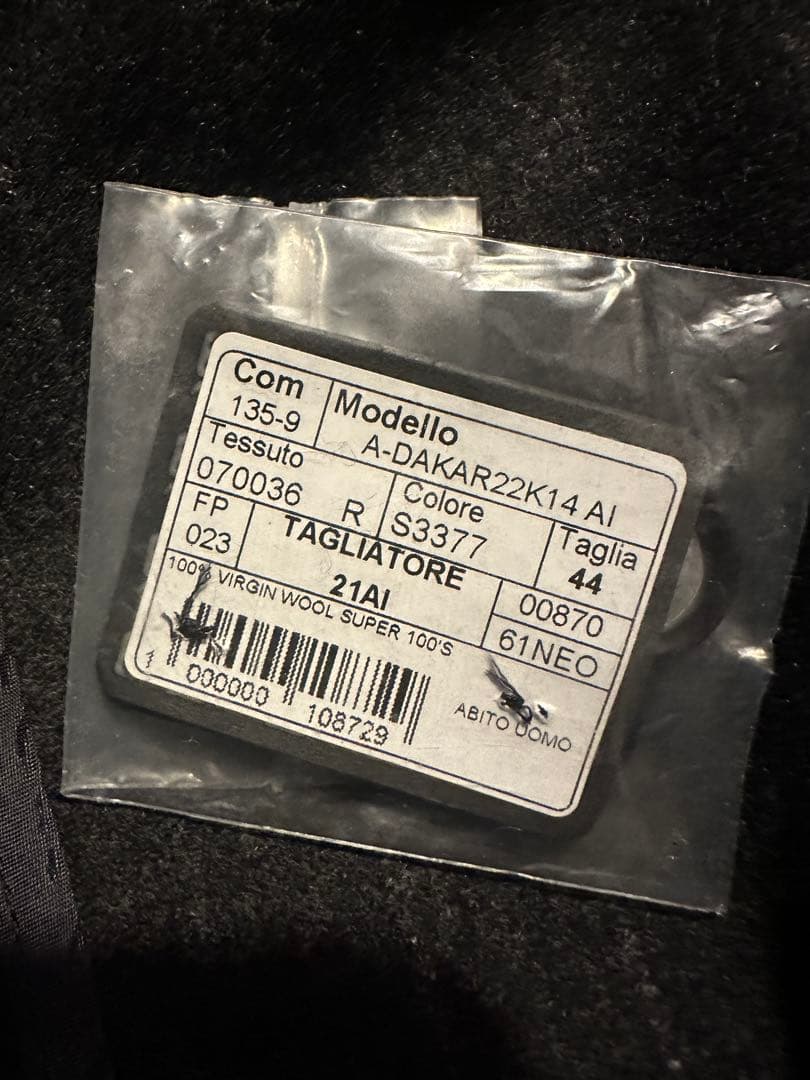 Com
135-9
Modello
A-DAKAR22K14 AI
Tessuto
070036 R
Colore
S3377
Taglia
44
FP
023
TAGLIATORE
21AI
00870
61NEO
100% VIRGIN WOOL SUPER 100'S
1 000000 108729
ABITO UOMO